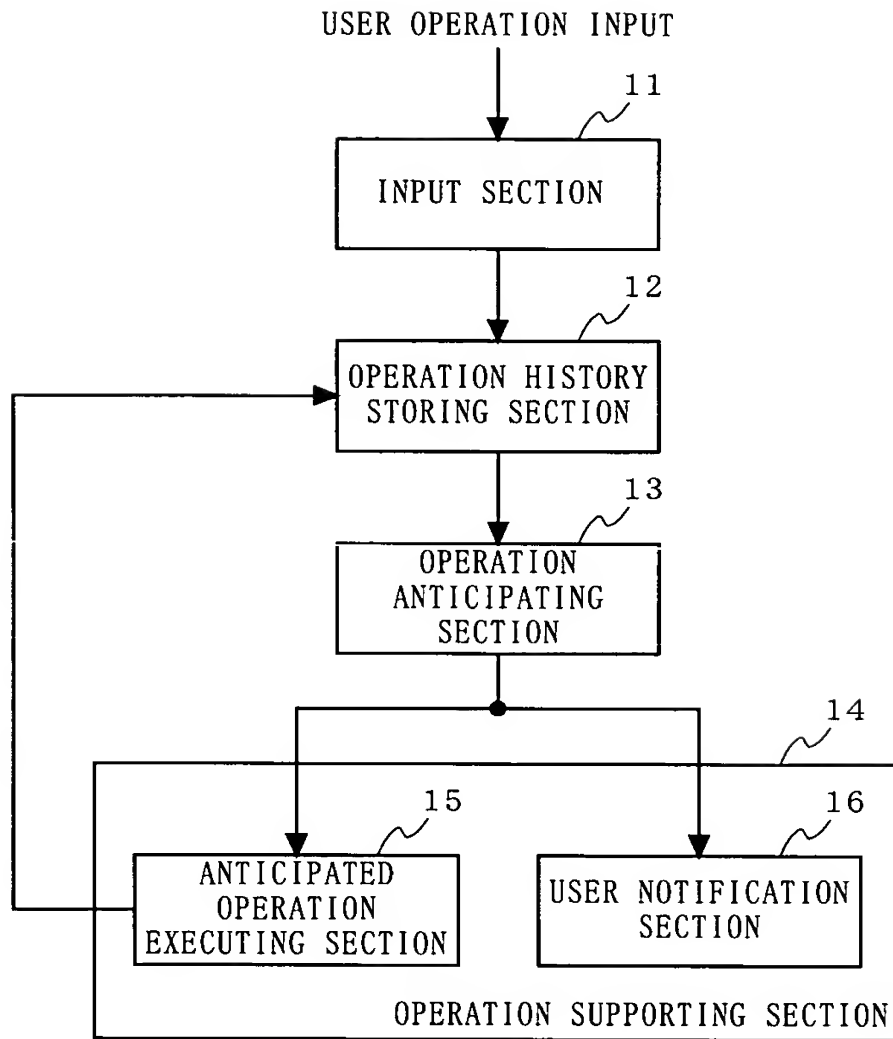 USER OPERATION INPUT
11
INPUT SECTION
12
OPERATION HISTORY
STORING SECTION
13
OPERATION
ANTICIPATING
SECTION
14
15
ANTICIPATED
OPERATION
EXECUTING SECTION
16
USER NOTIFICATION
SECTION
OPERATION SUPPORTING SECTION